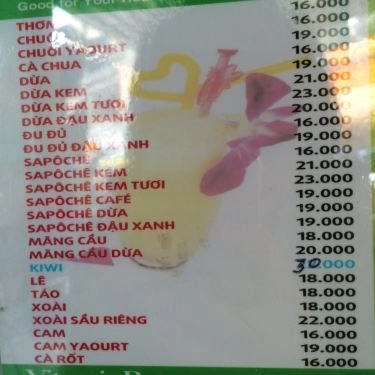 Good for Your
THƠM 16.000
CHUỐI 16.000
CHUỐI YAOURT 19.000
CÀ CHUA 16.000
DỪA 19.000
DỪA KEM 21.000
DỪA KEM TƯƠI 23.000
DỪA ĐẬU XANH 20.000
ĐU ĐỦ 16.000
ĐU ĐỦ ĐẬU XANH 19.000
SAPÔCHÊ 16.000
SAPÔCHÊ KEM 21.000
SAPÔCHÊ KEM TƯƠI 23.000
SAPÔCHÊ CAFÉ 19.000
SAPÔCHÊ DỪA 19.000
SAPÔCHÊ ĐẬU XANH 19.000
MÃNG CẦU 18.000
MÃNG CẦU DỪA 20.000
KIWI 30.000
LÊ 18.000
TÁO 18.000
XOÀI 18.000
XOÀI SẦU RIÊNG 22.000
CAM 16.000
CAM YAOURT 19.000
CÀ RỐT 16.000